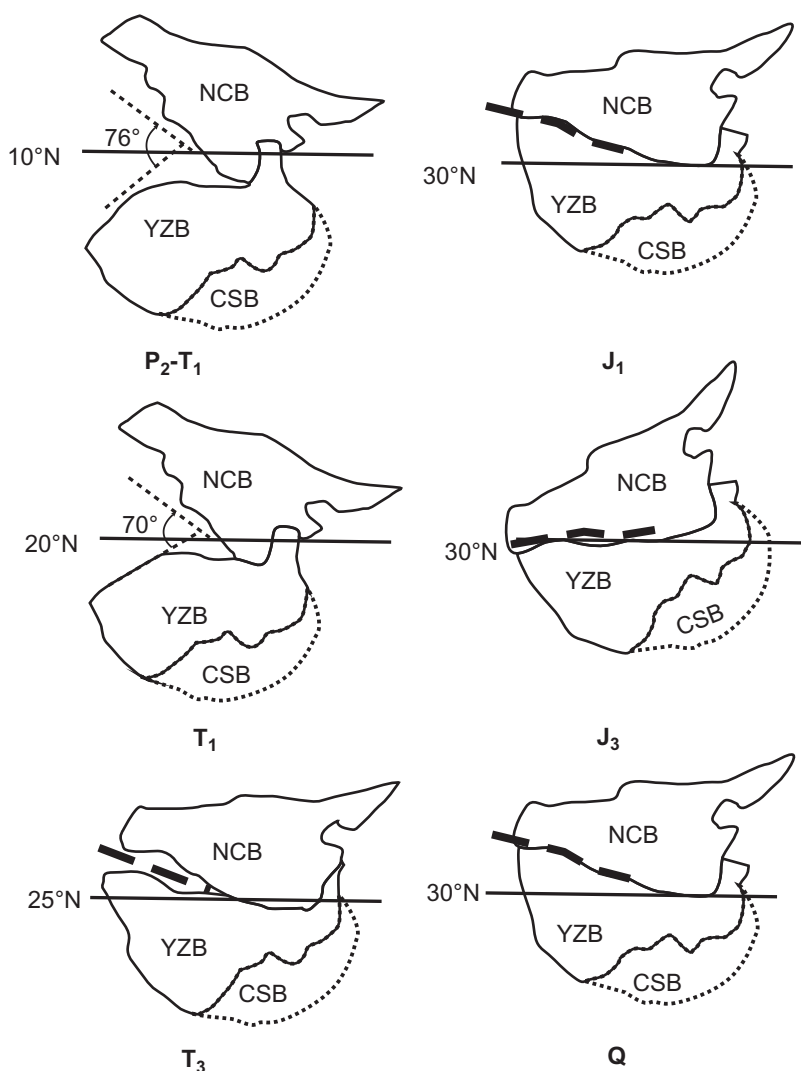 NCB
76°
10°N
YZB
CSB
P₂-T₁
NCB
70°
20°N
YZB
CSB
T₁
NCB
25°N
YZB
CSB
T₃
NCB
30°N
YZB
CSB
J₁
NCB
30°N
YZB
CSB
J₃
NCB
30°N
YZB
CSB
Q